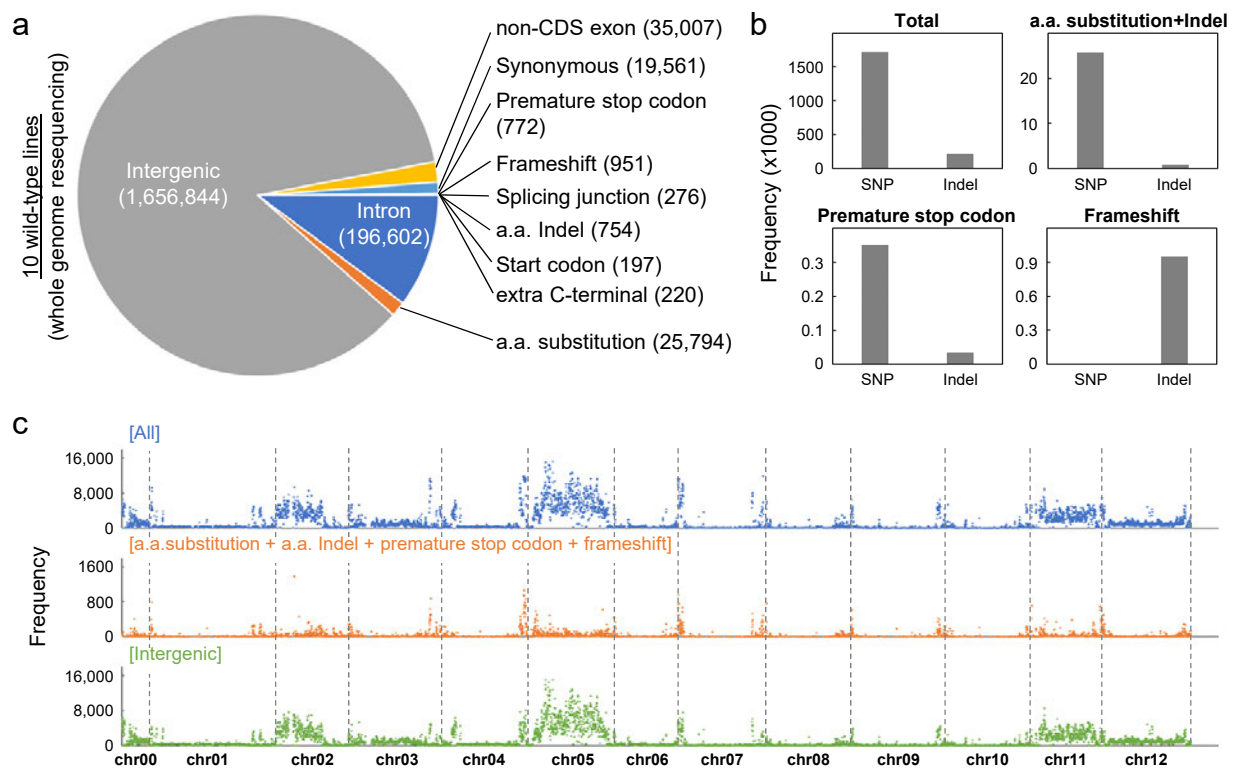 a
10 wild-type lines
(whole genome resequencing)
Intergenic
(1,656,844)
Intron
(196,602)
non-CDS exon (35,007)
Synonymous (19,561)
Premature stop codon
(772)
Frameshift (951)
Splicing junction (276)
a.a. Indel (754)
Start codon (197)
extra C-terminal (220)
a.a. substitution (25,794)
b
Frequency (x1000)
Total
1500
1000
500
0
SNP Indel
a.a. substitution+Indel
20
10
0
SNP Indel
Premature stop codon
0.3
0.2
0.1
0
SNP Indel
Frameshift
0.9
0.6
0.3
0
SNP Indel
c
Frequency
[All]
16,000
8,000
0
[a.a.substitution + a.a. Indel + premature stop codon + frameshift]
1600
800
0
[Intergenic]
16,000
8,000
0
chr00 chr01 chr02 chr03 chr04 chr05 chr06 chr07 chr08 chr09 chr10 chr11 chr12